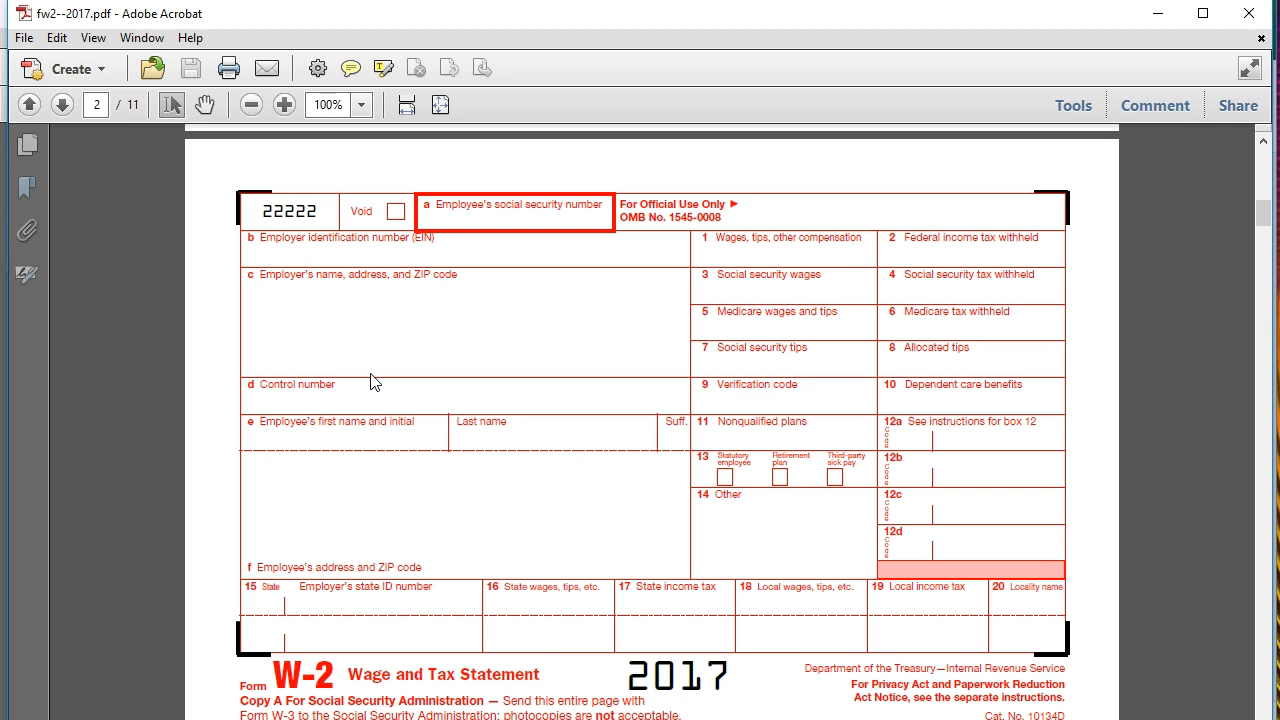 fw2--2017.pdf - Adobe Acrobat
File Edit View Window Help
Create
2 / 11 100% Tools Comment Share
22222 Void a Employee's social security number For Official Use Only ►
OMB No. 1545-0008
b Employer identification number (EIN) 1 Wages, tips, other compensation 2 Federal income tax withheld
c Employer's name, address, and ZIP code 3 Social security wages 4 Social security tax withheld
5 Medicare wages and tips 6 Medicare tax withheld
7 Social security tips 8 Allocated tips
d Control number 9 Verification code 10 Dependent care benefits
e Employee's first name and initial Last name Suff. 11 Nonqualified plans 12a See instructions for box 12
Code
13 Statutory employee Retirement plan Third-party sick pay 12b
Code
14 Other 12c
Code
12d
Code
f Employee's address and ZIP code
15 State Employer's state ID number 16 State wages, tips, etc. 17 State income tax 18 Local wages, tips, etc. 19 Local income tax 20 Locality name
Form W-2 Wage and Tax Statement 2017 Department of the Treasury—Internal Revenue Service
For Privacy Act and Paperwork Reduction
Act Notice, see the separate instructions.
Copy A For Social Security Administration — Send this entire page with
Form W-3 to the Social Security Administration; photocopies are not acceptable. Cat. No. 10134D